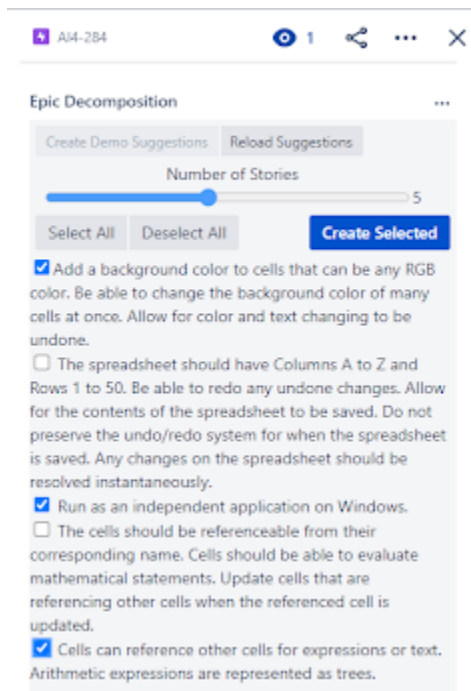 AI4-284 1
Epic Decomposition
Create Demo Suggestions Reload Suggestions
Number of Stories
5
Select All Deselect All Create Selected
Add a background color to cells that can be any RGB
color. Be able to change the background color of many
cells at once. Allow for color and text changing to be
undone.
The spreadsheet should have Columns A to Z and
Rows 1 to 50. Be able to redo any undone changes. Allow
for the contents of the spreadsheet to be saved. Do not
preserve the undo/redo system for when the spreadsheet
is saved. Any changes on the spreadsheet should be
resolved instantaneously.
Run as an independent application on Windows.
The cells should be referenceable from their
corresponding name. Cells should be able to evaluate
mathematical statements. Update cells that are
referencing other cells when the referenced cell is
updated.
Cells can reference other cells for expressions or text.
Arithmetic expressions are represented as trees.